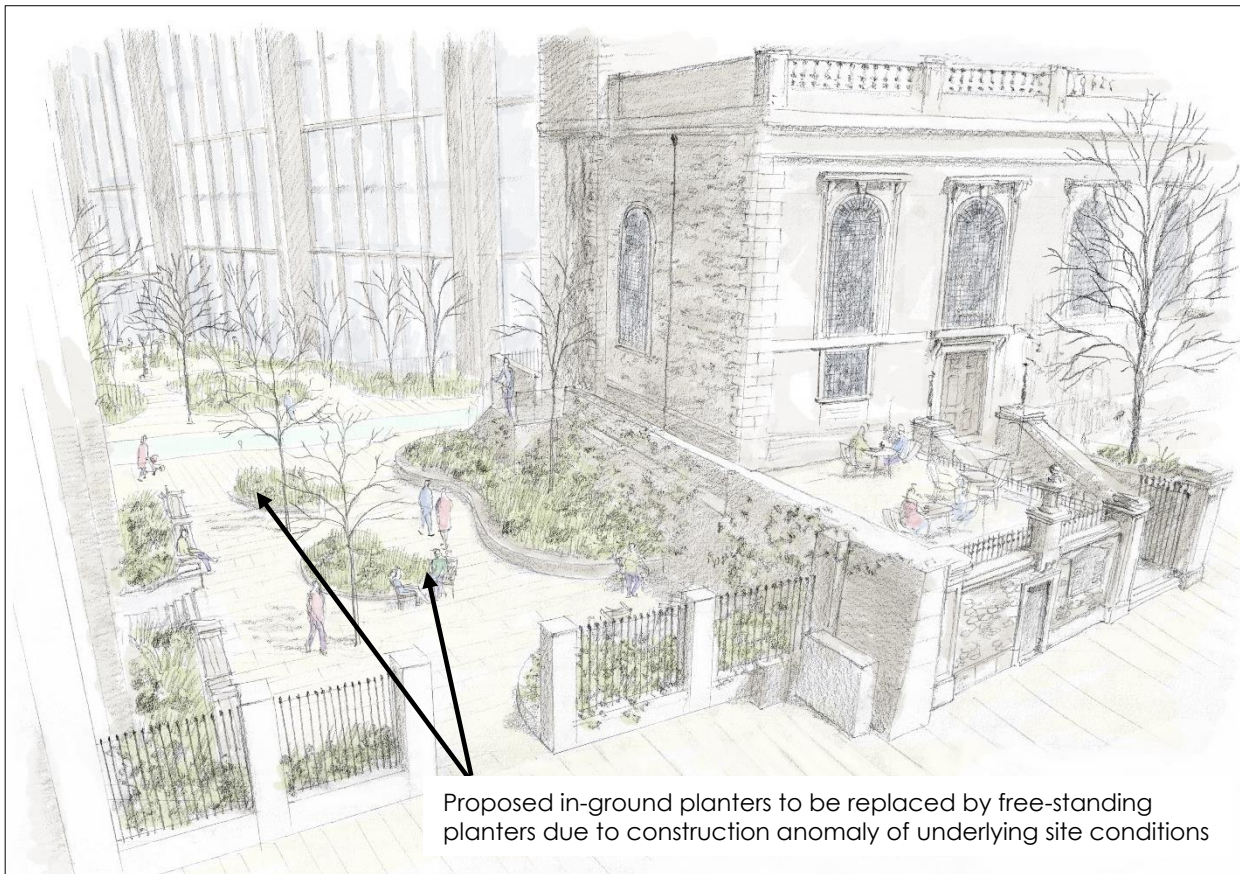 Proposed in-ground planters to be replaced by free-standing
planters due to construction anomaly of underlying site conditions